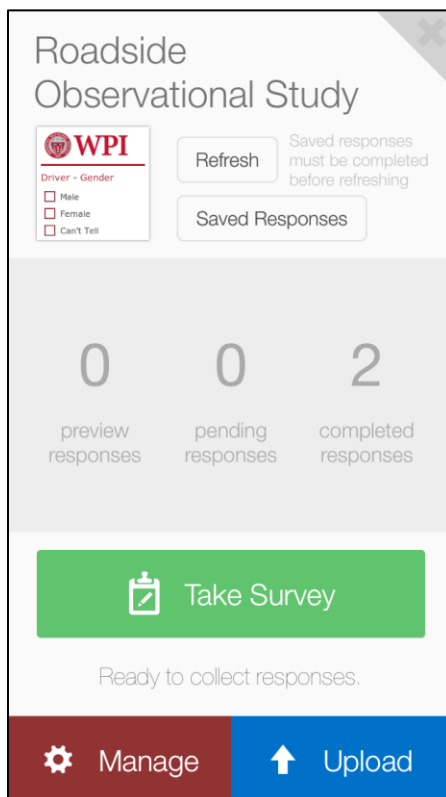 Roadside
Observational Study
WPI
Driver - Gender
Male
Female
Can't Tell
Refresh
Saved responses
must be completed
before refreshing
Saved Responses
0
0
2
preview
responses
pending
responses
completed
responses
Take Survey
Ready to collect responses.
Manage
Upload